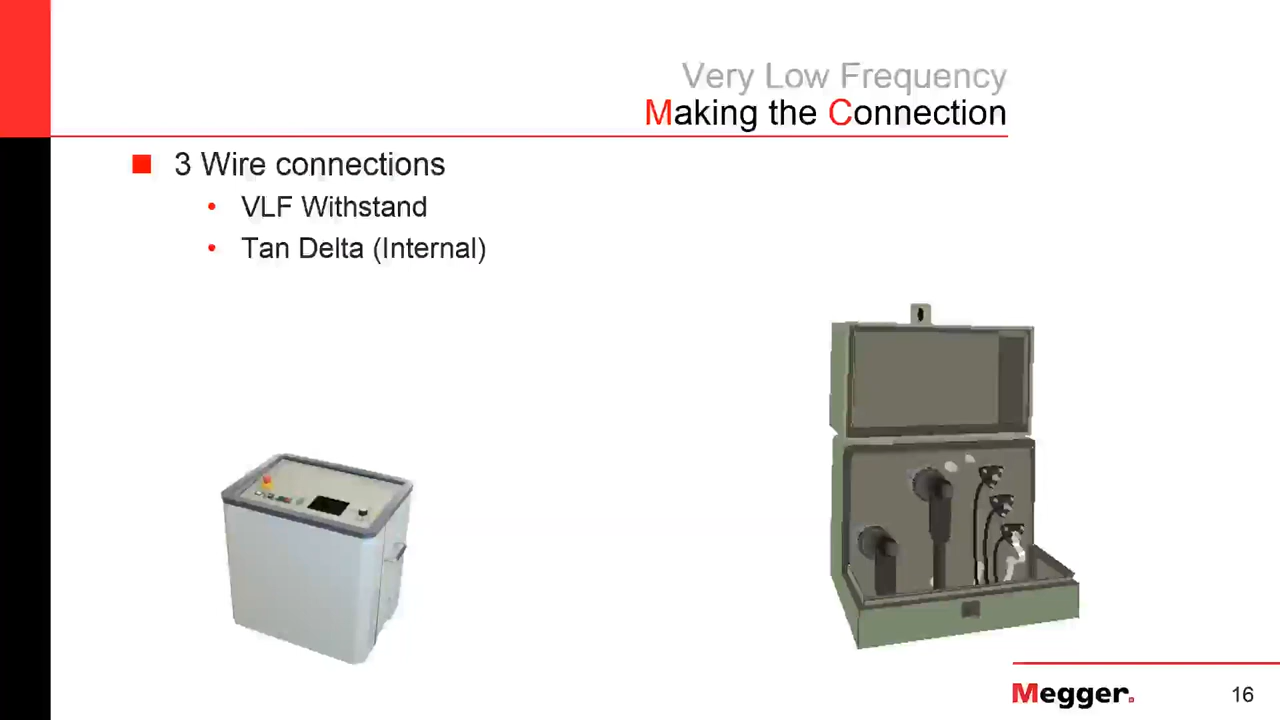 Very Low Frequency
Making the Connection
3 Wire connections
VLF Withstand
Tan Delta (Internal)
Megger.
16